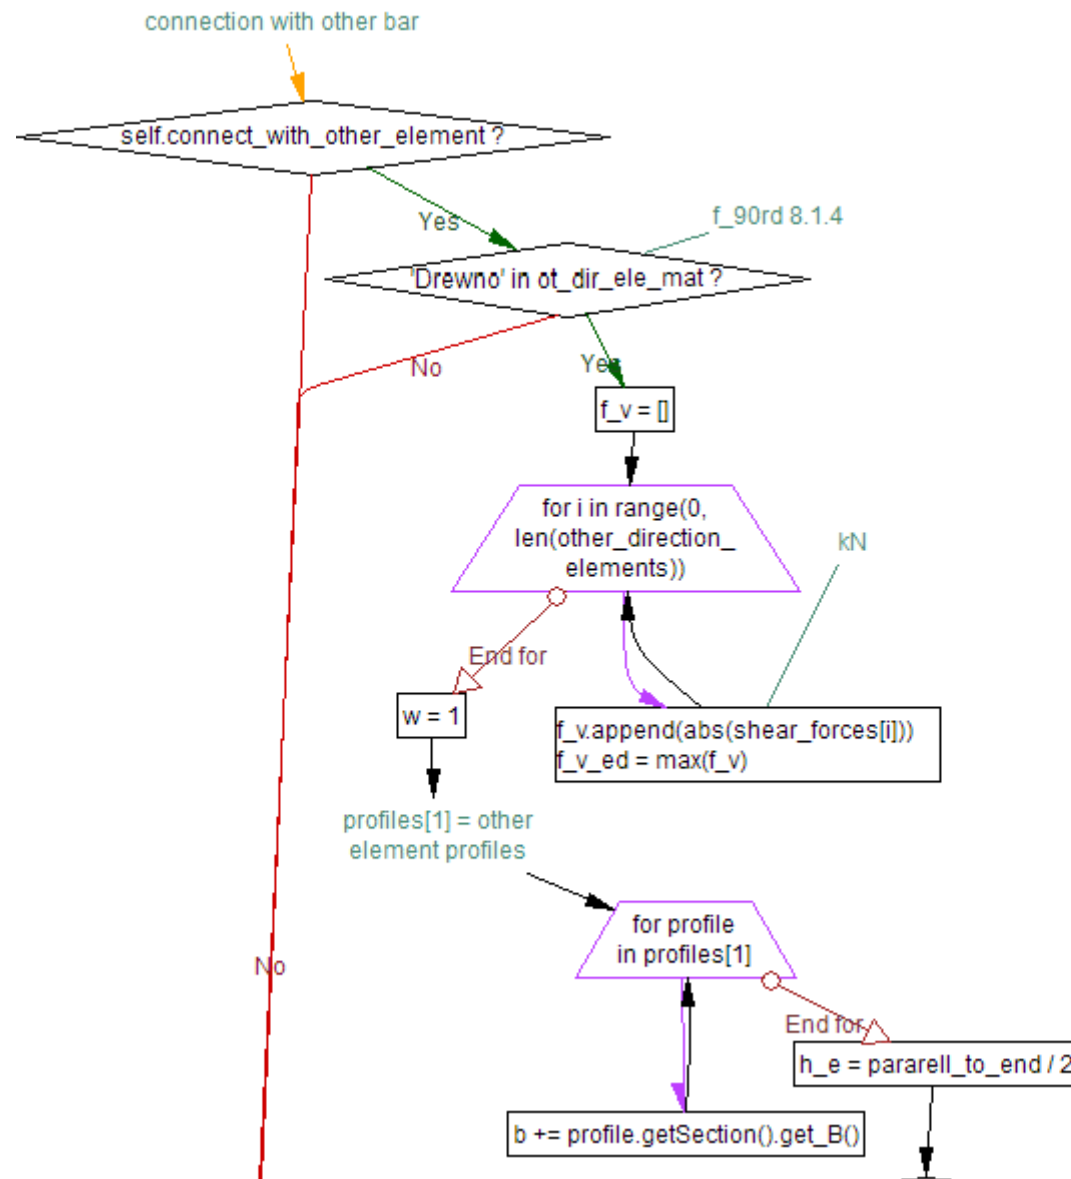 connection with other bar
self.connect_with_other_element ?
Yes
f_90rd 8.1.4
'Drewno' in ot_dir_ele_mat ?
No
Yes
f_v = []
for i in range(0,
len(other_direction_
elements))
kN
End for
w = 1
f_v.append(abs(shear_forces[i]))
f_v_ed = max(f_v)
profiles[1] = other
element profiles
for profile
in profiles[1]
No
End for
h_e = pararell_to_end / 2
b += profile.getSection().get_B()